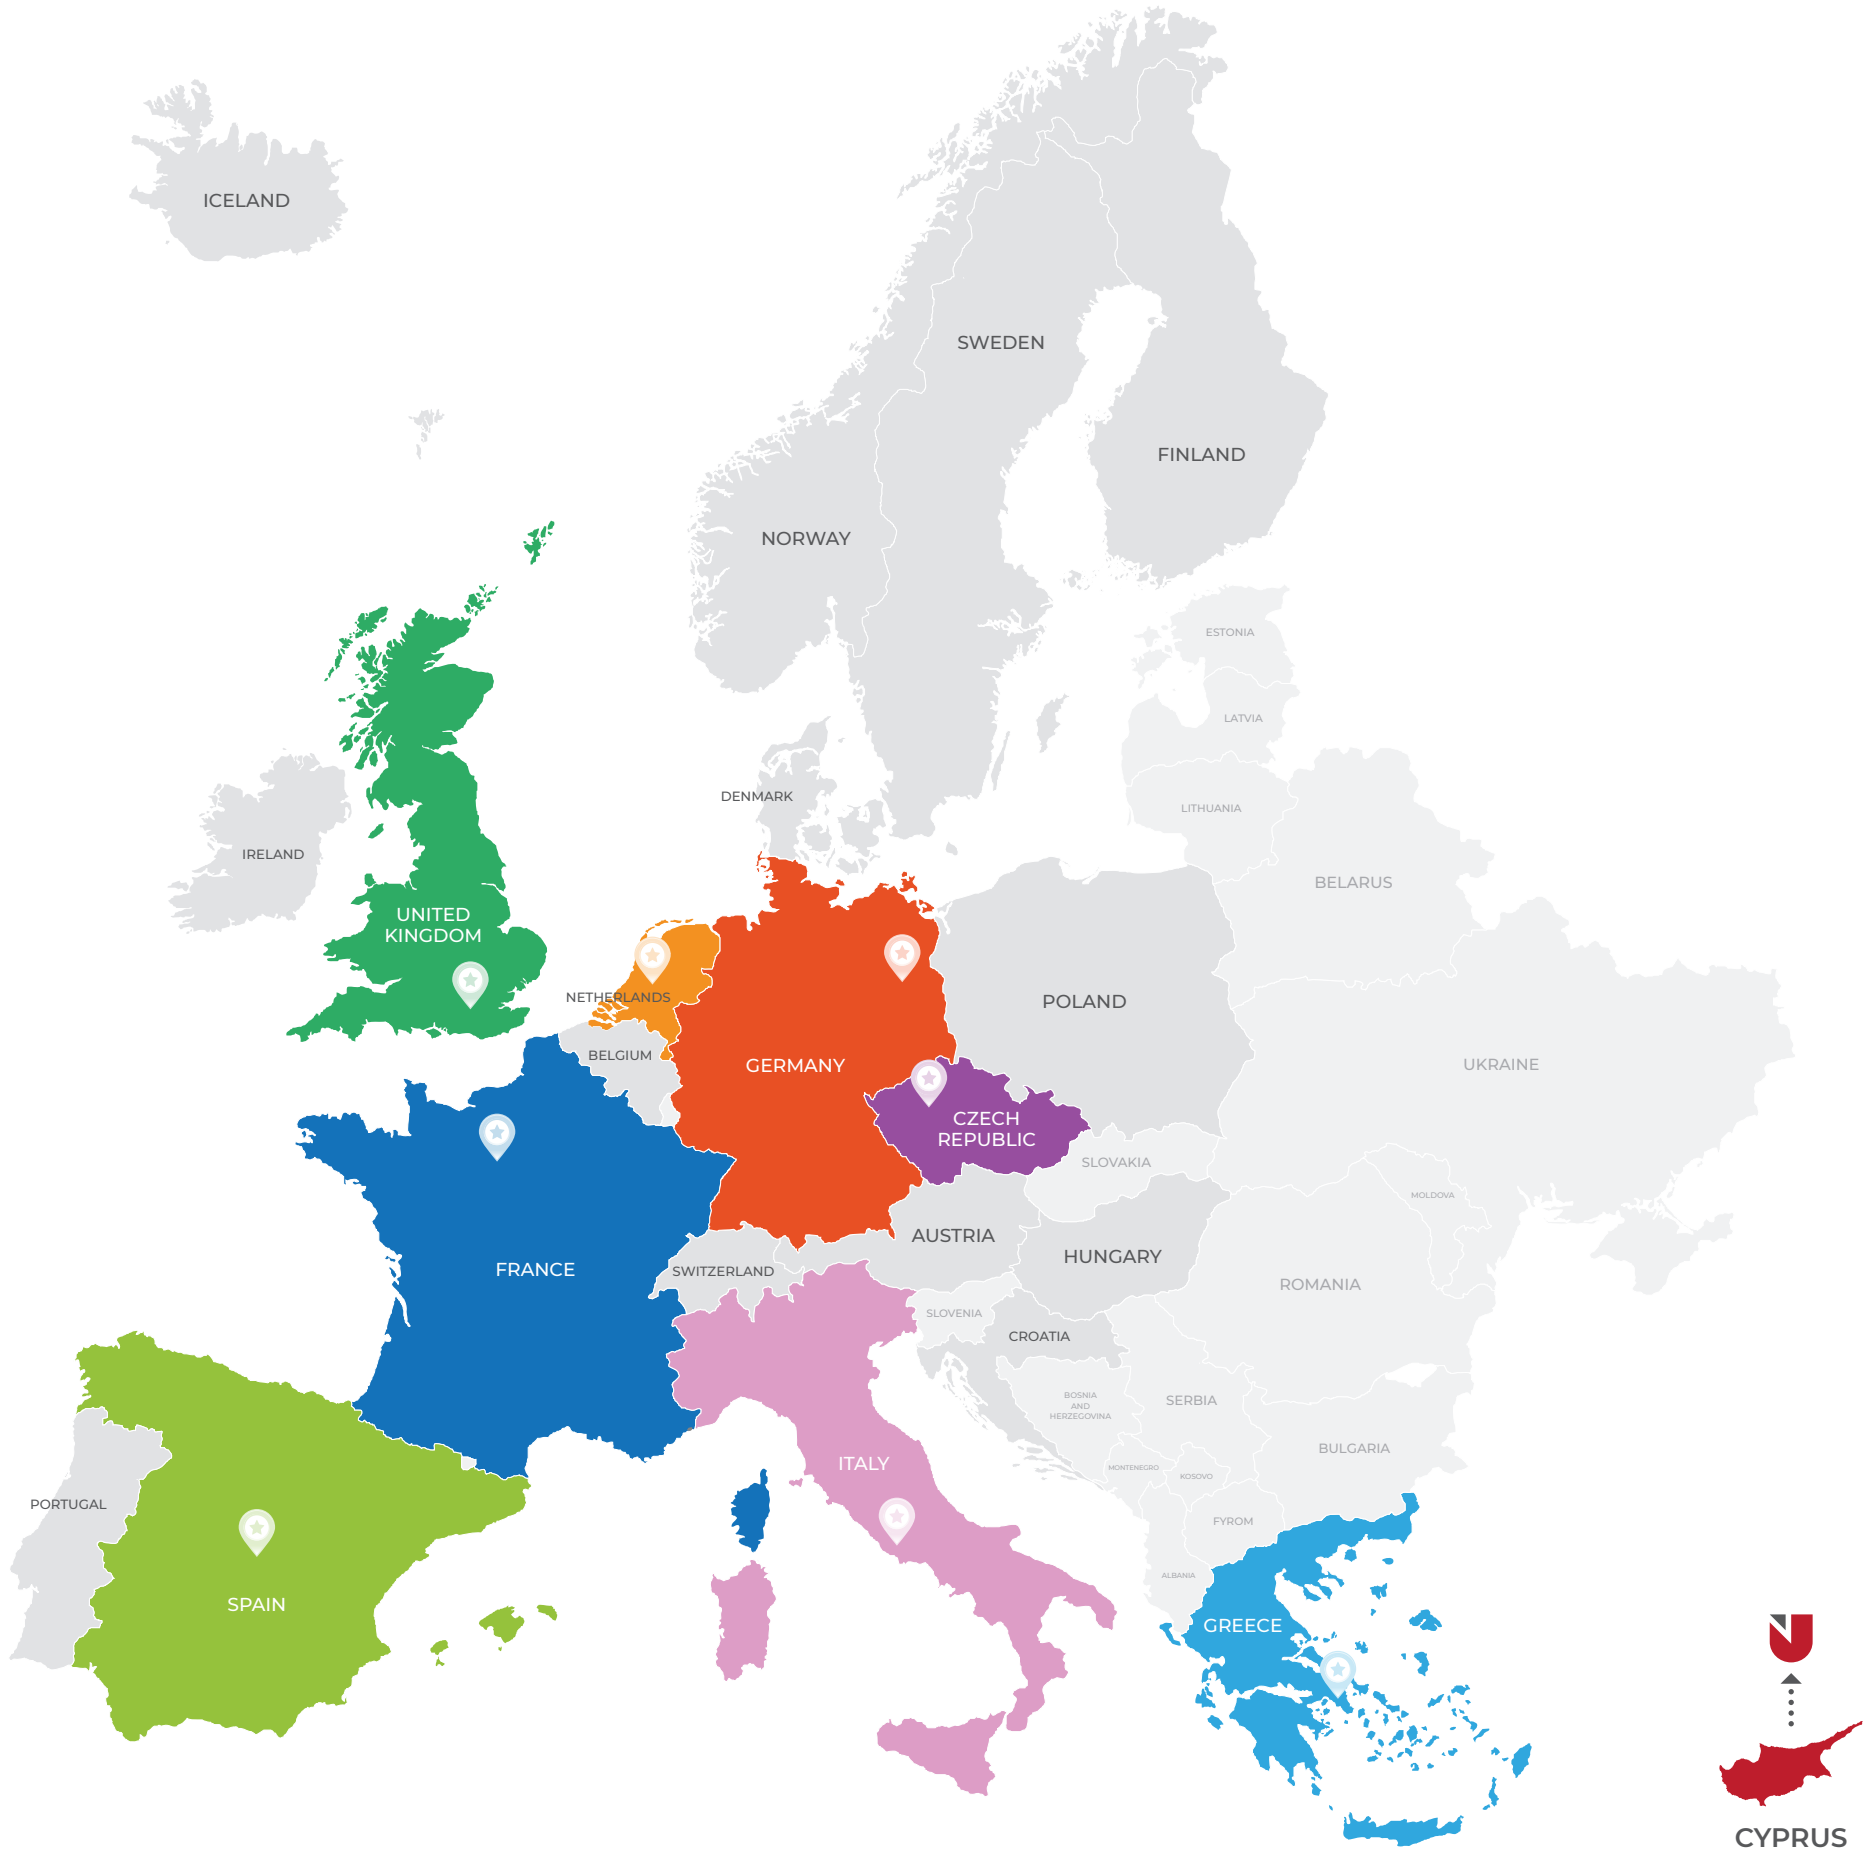 ICELAND
SWEDEN
FINLAND
NORWAY
ESTONIA
LATVIA
DENMARK
LITHUANIA
IRELAND
BELARUS
UNITED
KINGDOM
NETHERLANDS
POLAND
BELGIUM
GERMANY
UKRAINE
CZECH
REPUBLIC
SLOVAKIA
MOLDOVA
AUSTRIA
HUNGARY
FRANCE
SWITZERLAND
ROMANIA
SLOVENIA
CROATIA
BOSNIA
AND
HERZEGOVINA
SERBIA
BULGARIA
ITALY
MONTENEGRO
KOSOVO
PORTUGAL
FYROM
ALBANIA
SPAIN
GREECE
CYPRUS